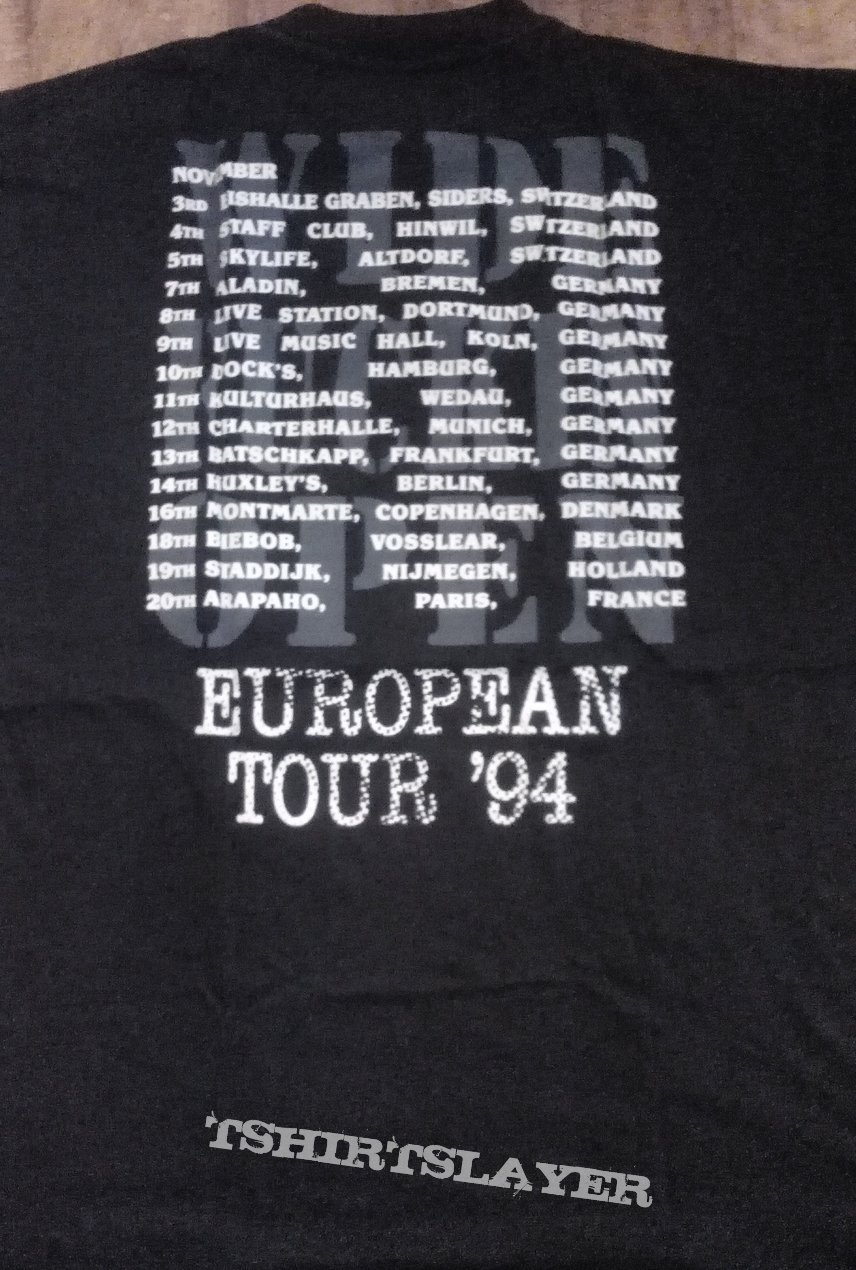 WIDE
FUCKIN
OPEN
NOVEMBER
3RD EISHALLE GRABEN, SIDERS, SWITZERLAND
4TH STAFF CLUB, HINWIL, SWITZERLAND
5TH SKYLIFE, ALTDORF, SWITZERLAND
7TH ALADIN, BREMEN, GERMANY
8TH LIVE STATION, DORTMUND, GERMANY
9TH LIVE MUSIC HALL, KOLN, GERMANY
10TH DOCK'S, HAMBURG, GERMANY
11TH KULTURHAUS, WEDAU, GERMANY
12TH CHARTERHALLE, MUNICH, GERMANY
13TH BATSCHKAPP, FRANKFURT, GERMANY
14TH HUXLEY'S, BERLIN, GERMANY
16TH MONTMARTE, COPENHAGEN, DENMARK
18TH BIEBOB, VOSSLEAR, BELGIUM
19TH STADDIJK, NIJMEGEN, HOLLAND
20TH ARAPAHO, PARIS, FRANCE
EUROPEAN
TOUR '94
TSHIRTSLAYER